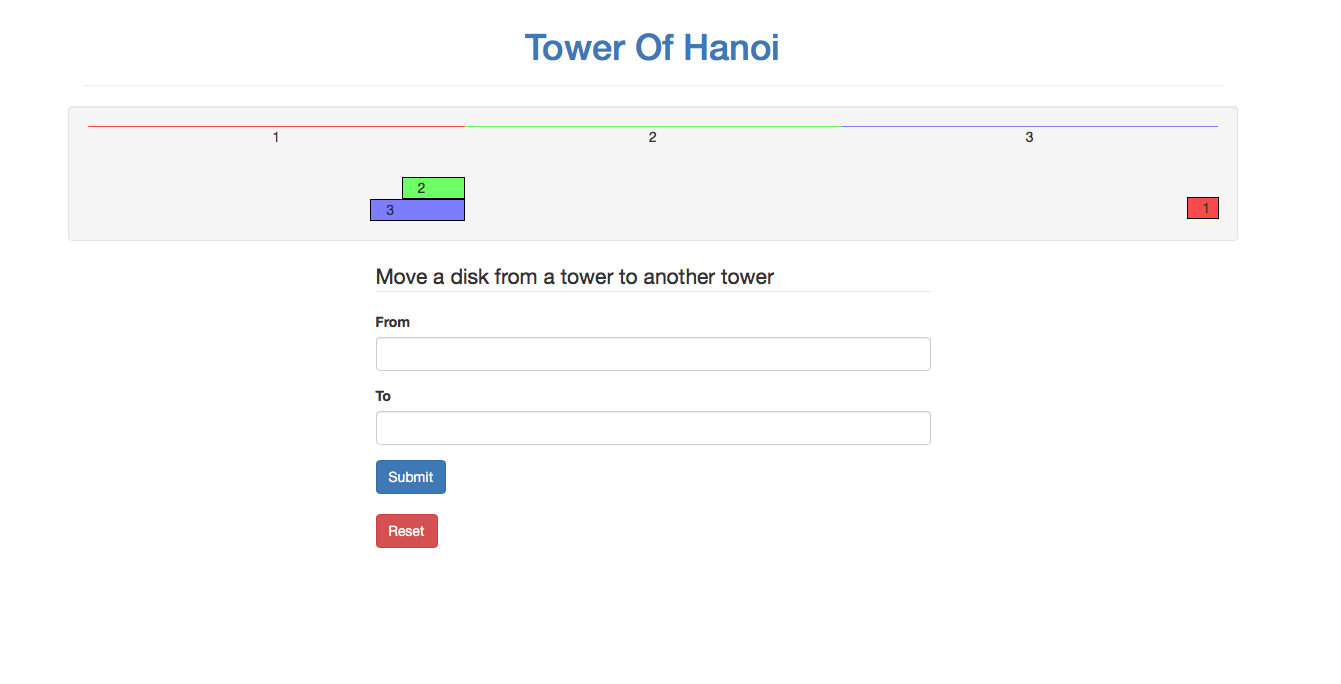 Tower Of Hanoi
1 2 3
2
3 1
Move a disk from a tower to another tower
From
To
Submit
Reset